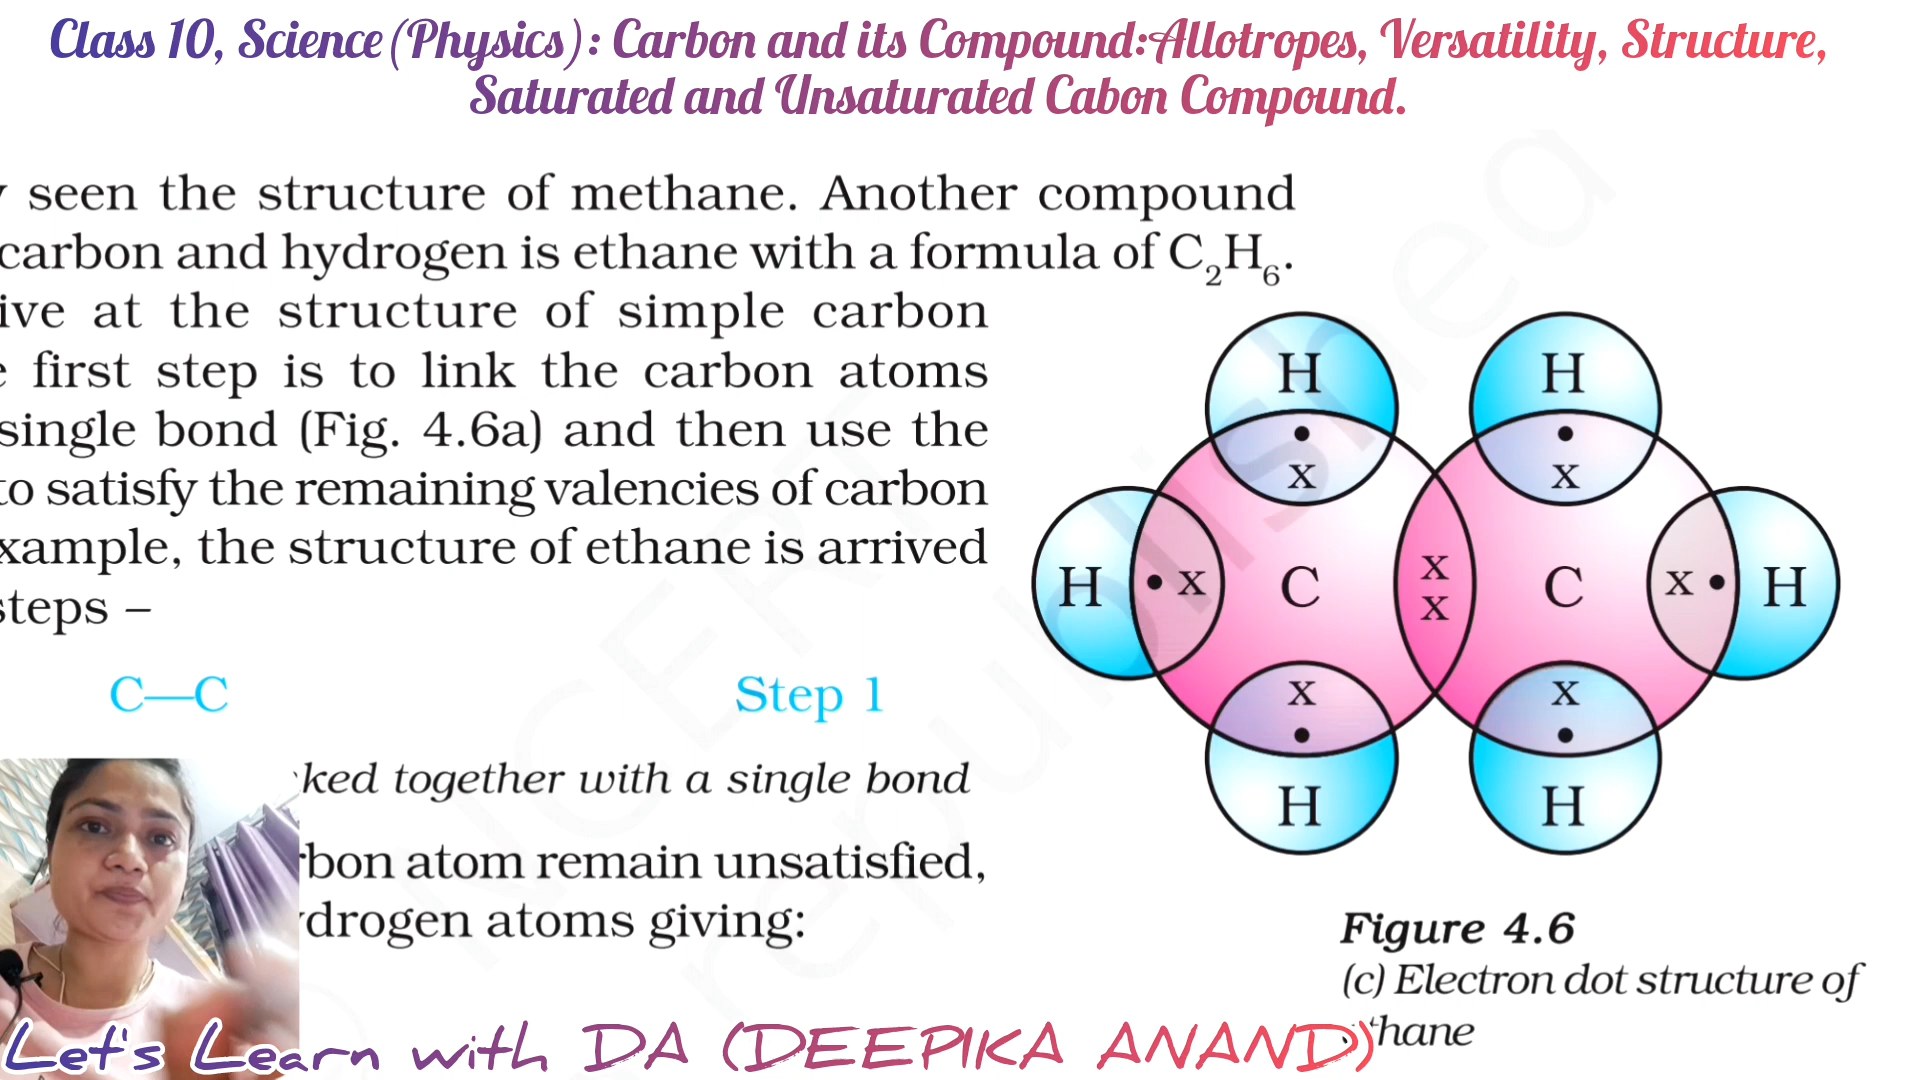 Class 10, Science (Physics): Carbon and its Compound:Allotropes, Versatility, Structure,
Saturated and Unsaturated Cabon Compound.
seen the structure of methane. Another compound
carbon and hydrogen is ethane with a formula of C₂H₆.
ive at the structure of simple carbon
first step is to link the carbon atoms
single bond (Fig. 4.6a) and then use the
to satisfy the remaining valencies of carbon
xample, the structure of ethane is arrived
steps –
C—C Step 1
ked together with a single bond
rbon atom remain unsatisfied,
drogen atoms giving:
H H
• •
x x
H • x C x C x • H
x
x x
• •
H H
Figure 4.6
(c) Electron dot structure of
thane
Let's Learn with DA (DEEPIKA ANAND)
NCERT
republished